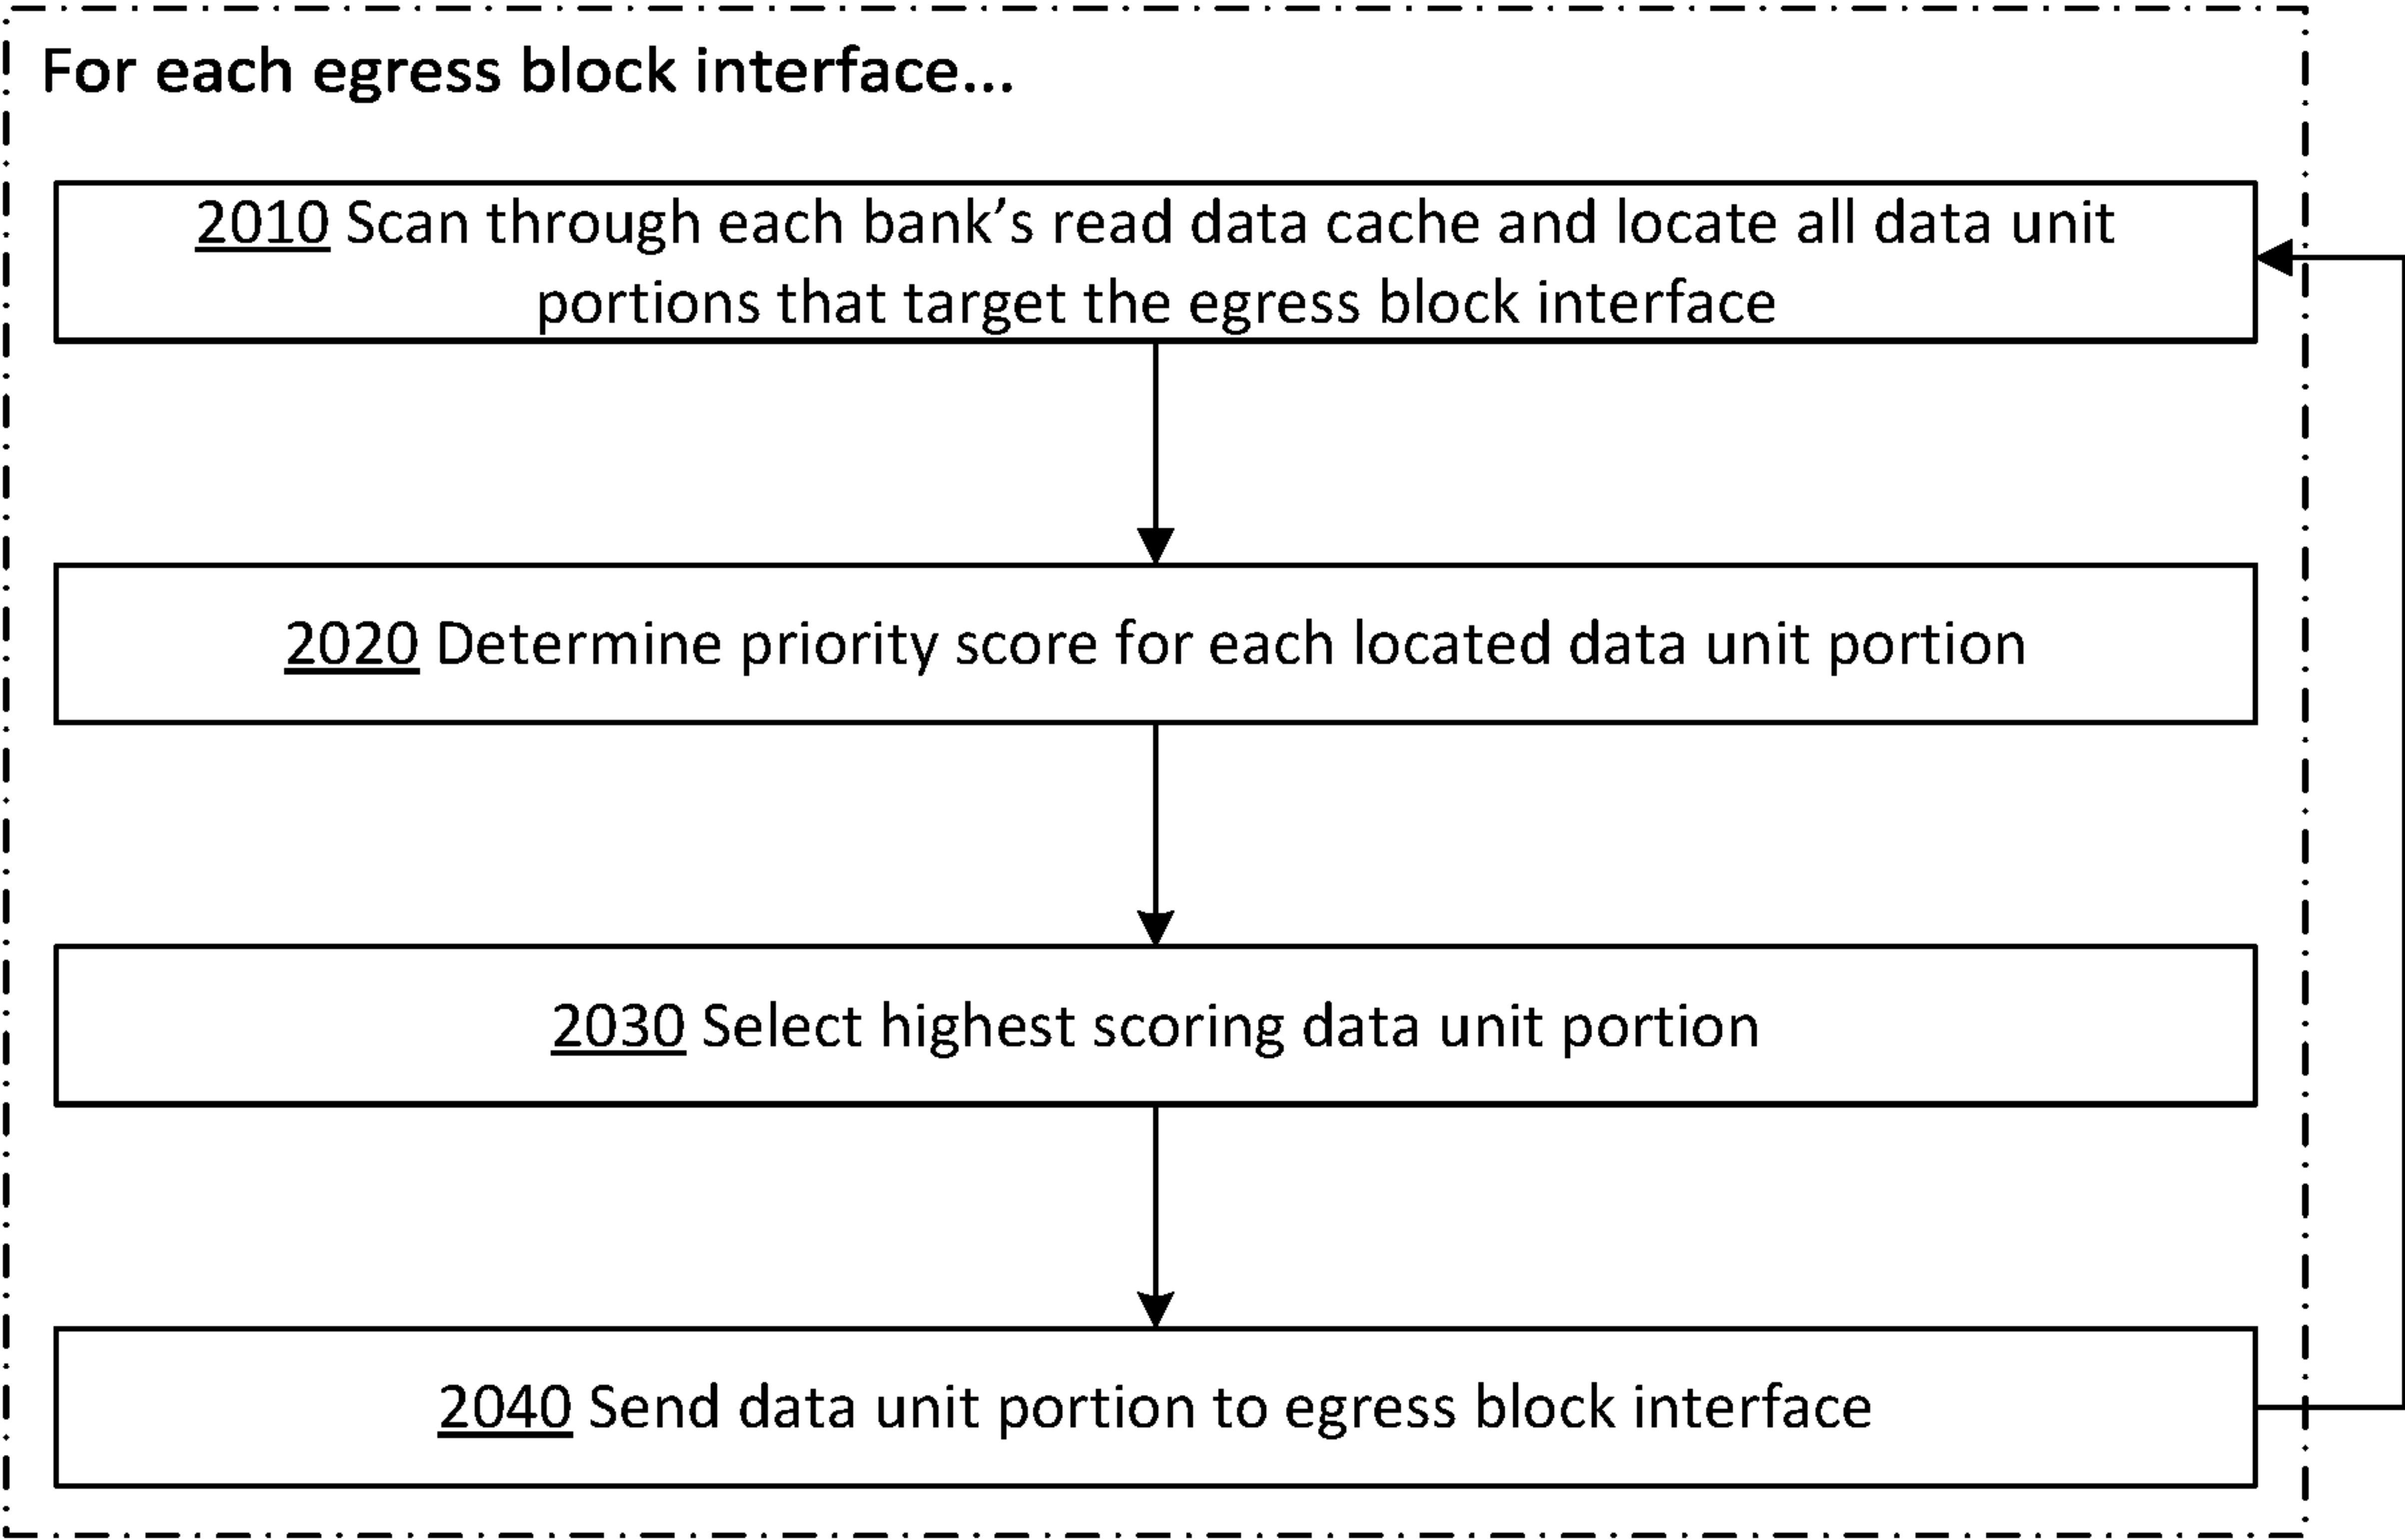 For each egress block interface...
2010 Scan through each bank’s read data cache and locate all data unit
portions that target the egress block interface
2020 Determine priority score for each located data unit portion
2030 Select highest scoring data unit portion
2040 Send data unit portion to egress block interface